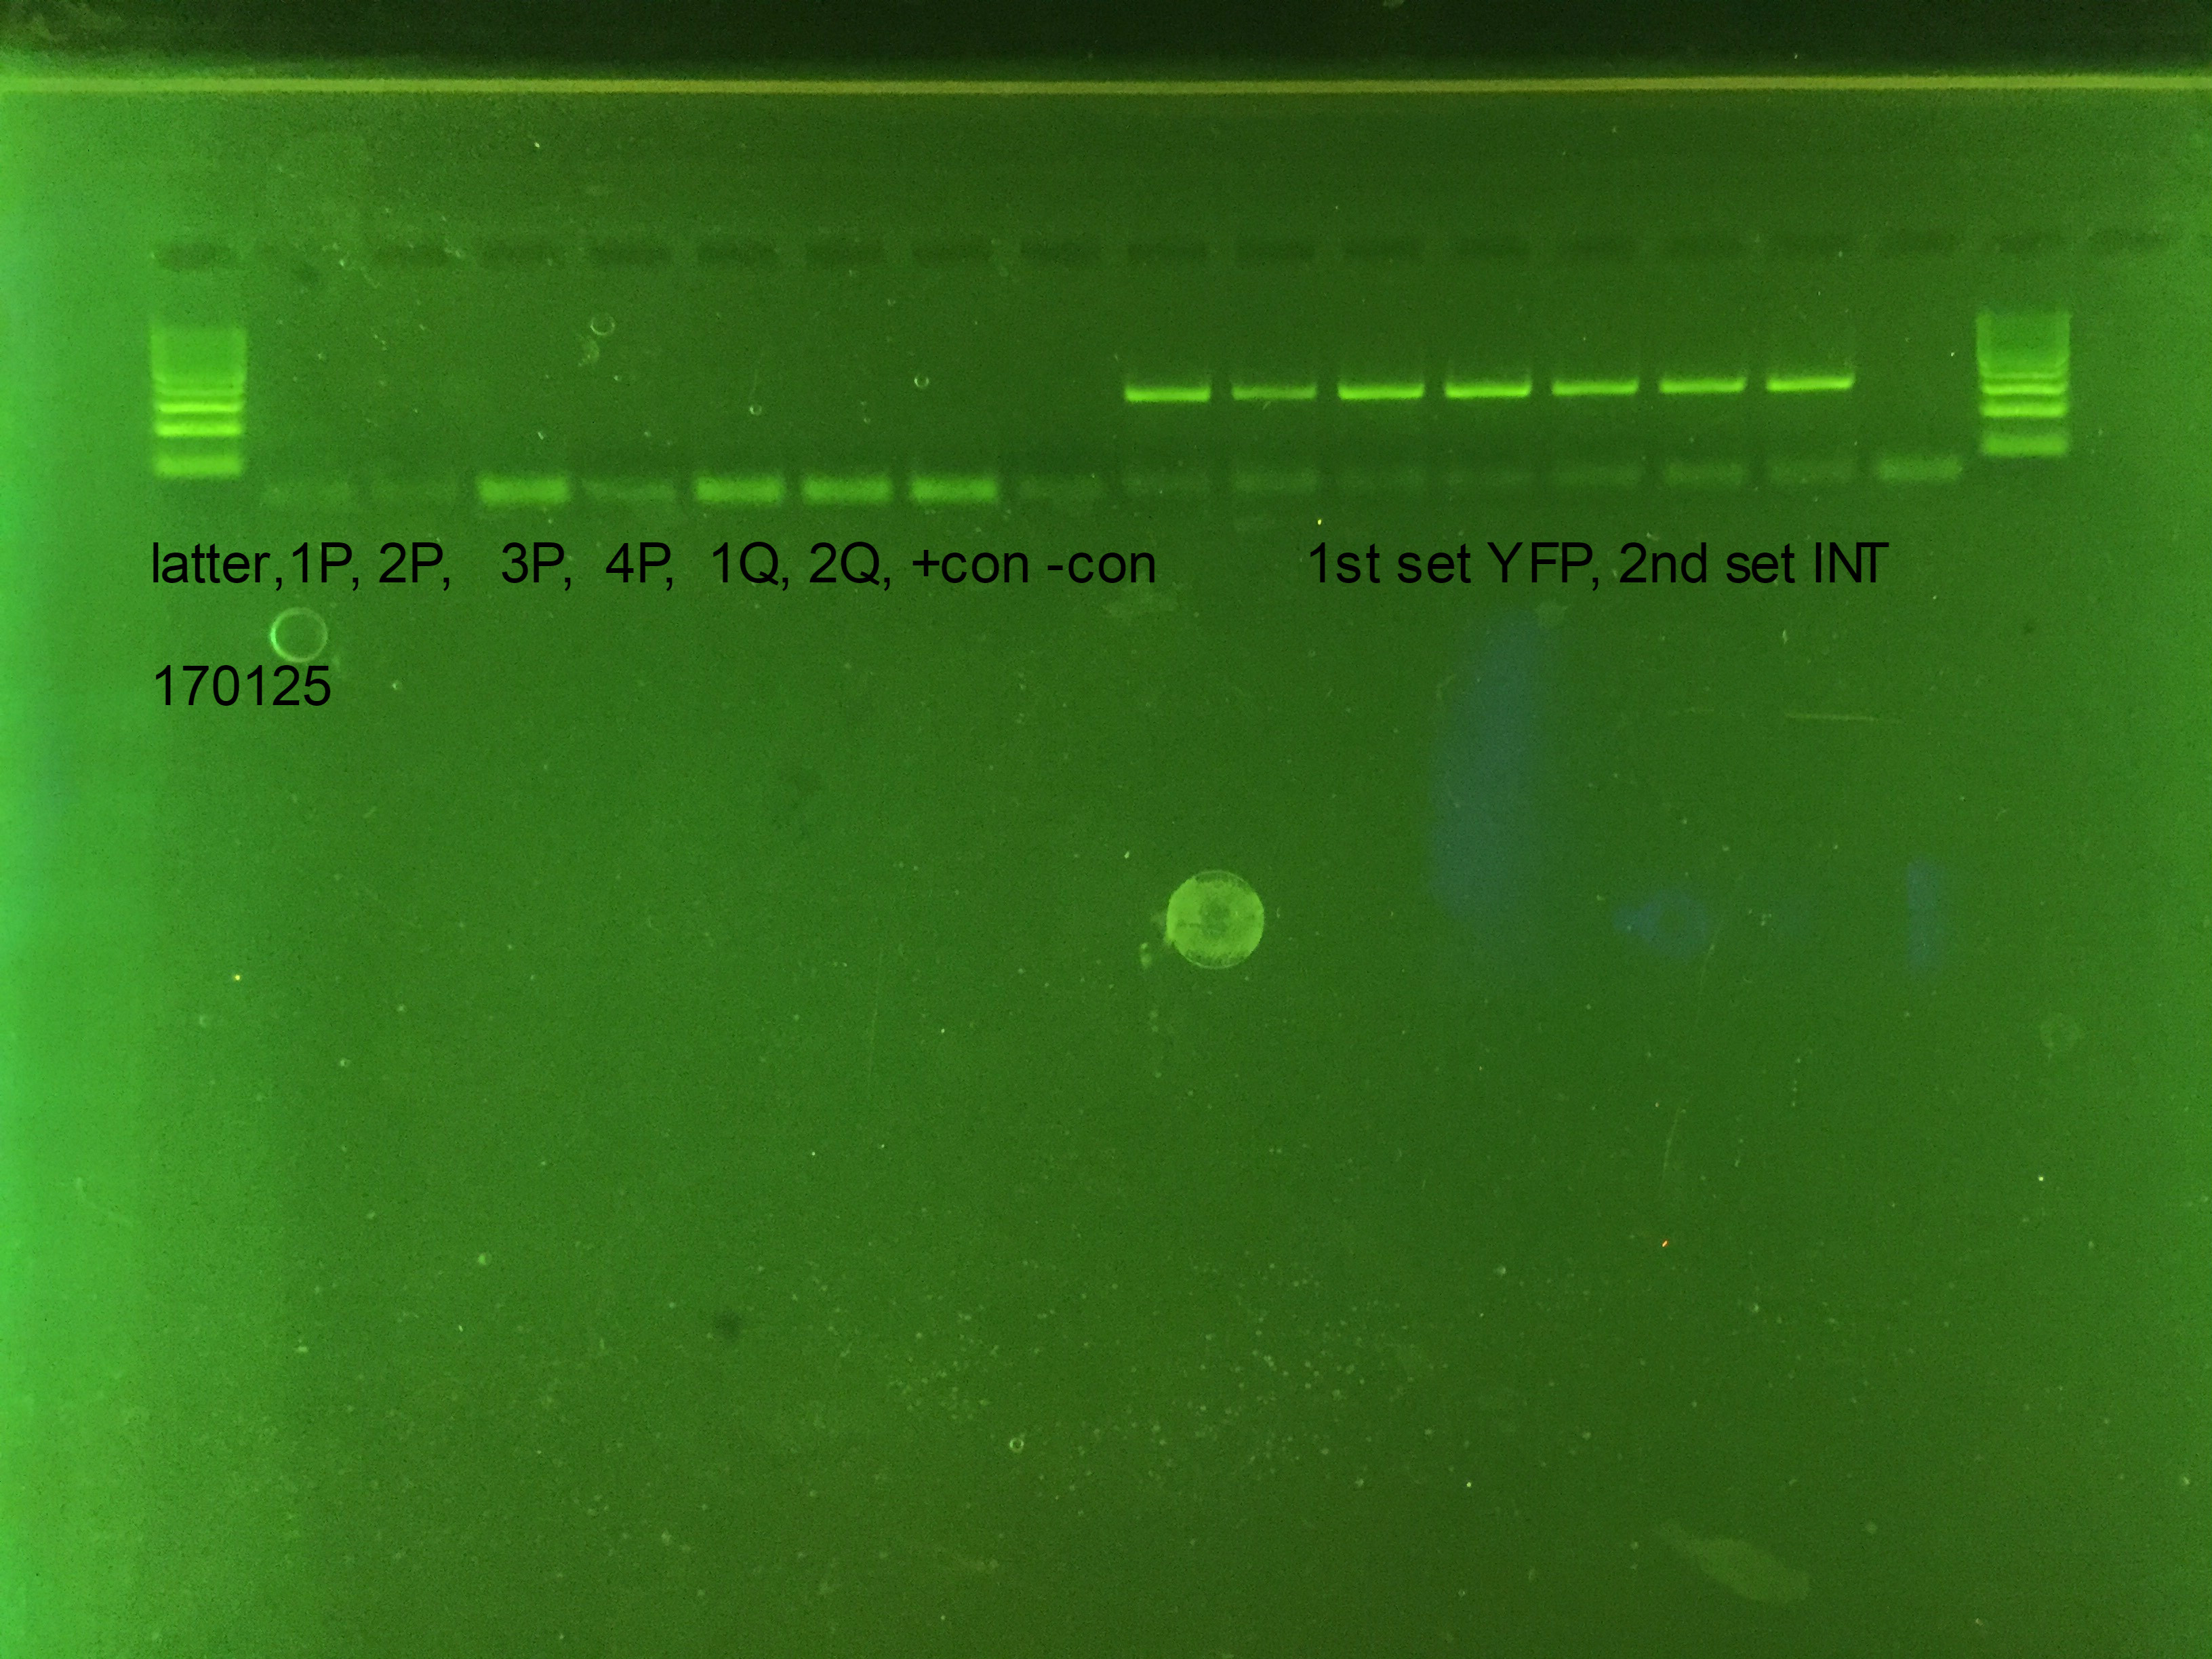 latter,1P, 2P, 3P, 4P, 1Q, 2Q, +con -con 1st set YFP, 2nd set INT
170125